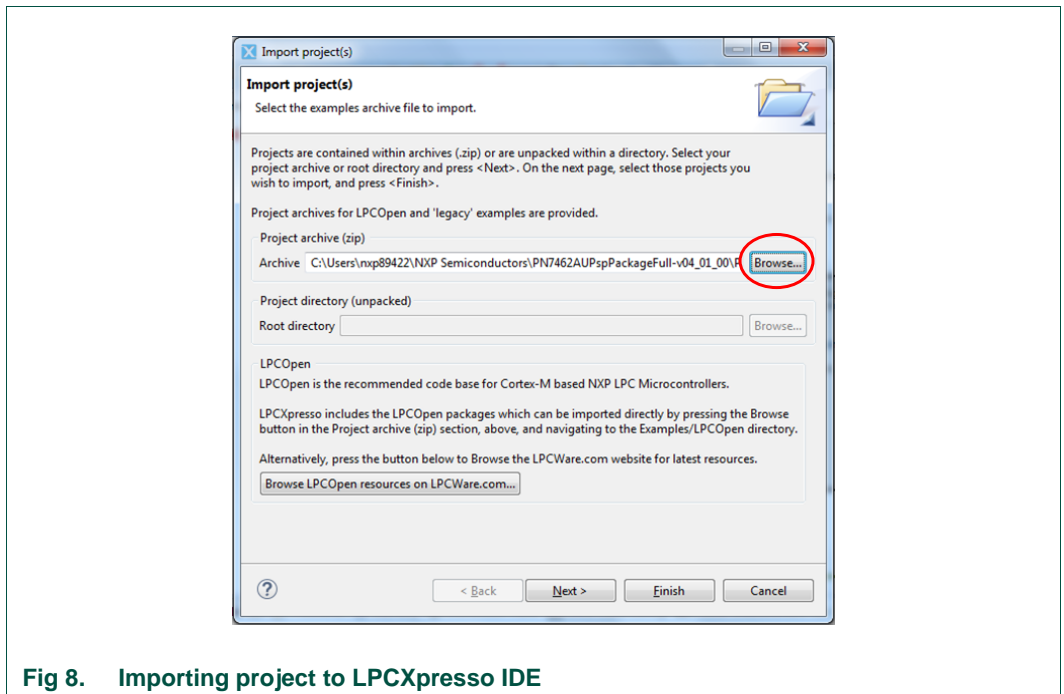 Import project(s)
Import project(s)
Select the examples archive file to import.
Projects are contained within archives (.zip) or are unpacked within a directory. Select your
project archive or root directory and press <Next>. On the next page, select those projects you
wish to import, and press <Finish>.
Project archives for LPCOpen and 'legacy' examples are provided.
Project archive (zip)
Archive C:\Users\nxp89422\NXP Semiconductors\PN7462AUPspPackageFull-v04_01_00\P Browse...
Project directory (unpacked)
Root directory Browse...
LPCOpen
LPCOpen is the recommended code base for Cortex-M based NXP LPC Microcontrollers.
LPCXpresso includes the LPCOpen packages which can be imported directly by pressing the Browse
button in the Project archive (zip) section, above, and navigating to the Examples/LPCOpen directory.
Alternatively, press the button below to Browse the LPCWare.com website for latest resources.
Browse LPCOpen resources on LPCWare.com...
? < Back Next > Finish Cancel
Fig 8. Importing project to LPCXpresso IDE